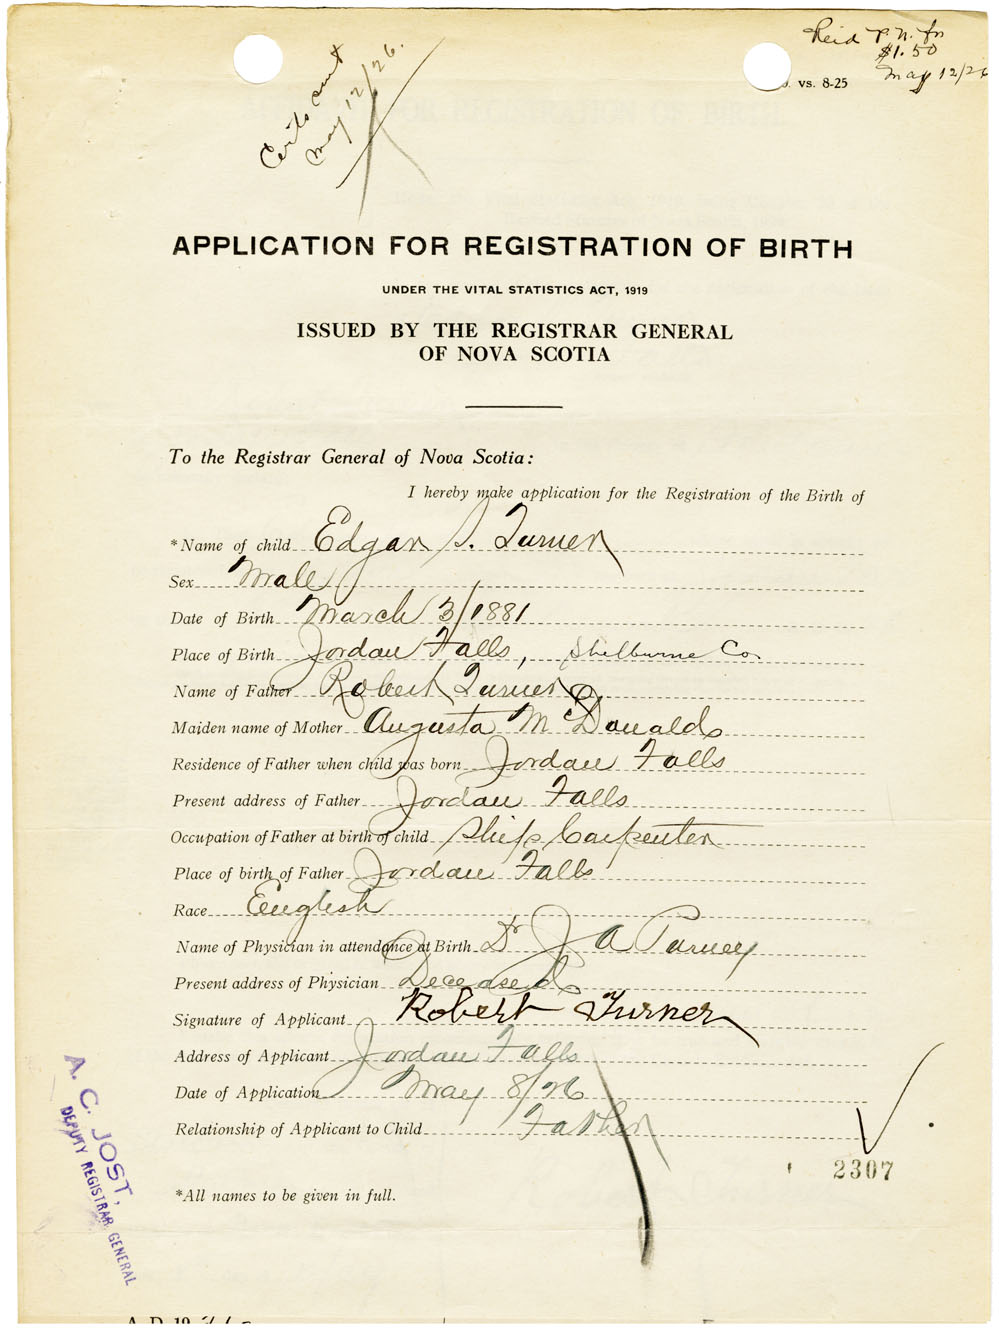 Certs sent
May 12/26.
$1.50
May 12/26
vs. 8-25
APPLICATION FOR REGISTRATION OF BIRTH
UNDER THE VITAL STATISTICS ACT, 1919
ISSUED BY THE REGISTRAR GENERAL
OF NOVA SCOTIA
To the Registrar General of Nova Scotia:
I hereby make application for the Registration of the Birth of
*Name of child Edgar S. Turner
Sex Male
Date of Birth March 3/1881
Place of Birth Jordan Falls, Shelburne Co
Name of Father Robert Turner
Maiden name of Mother Augusta McDonald
Residence of Father when child was born Jordan Falls
Present address of Father Jordan Falls
Occupation of Father at birth of child Ship Carpenter
Place of birth of Father Jordan Falls
Race English
Name of Physician in attendance at Birth Dr J A
Present address of Physician Deceased
Signature of Applicant Robert Turner
Address of Applicant Jordan Falls
Date of Application May 8/26
Relationship of Applicant to Child Father
2307
*All names to be given in full.
A. C. JOST,
DEPUTY REGISTRAR GENERAL